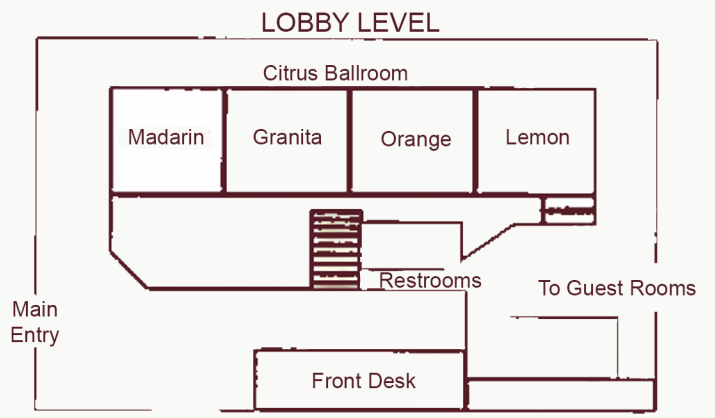 LOBBY LEVEL
Citrus Ballroom
Madarin
Granita
Orange
Lemon
Restrooms
To Guest Rooms
Main
Entry
Front Desk